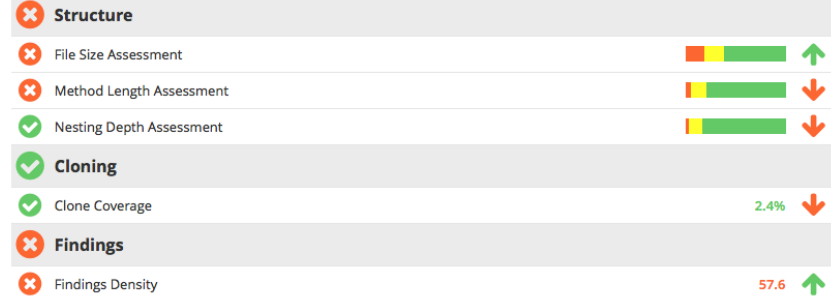 Structure
File Size Assessment
Method Length Assessment
Nesting Depth Assessment
Cloning
Clone Coverage 2.4%
Findings
Findings Density 57.6